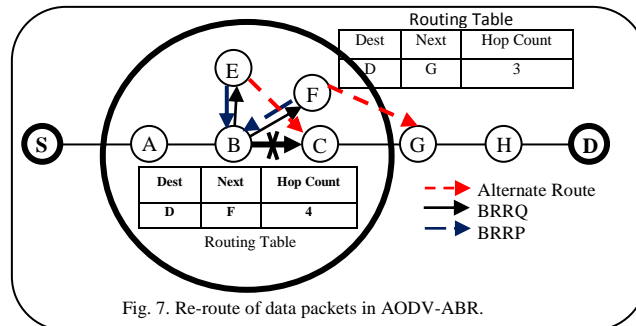 Routing Table
Dest Next Hop Count
D G 3
E
F
S A B C G H D
Dest Next Hop Count
D F 4
Routing Table
Alternate Route
BRRQ
BRRP
Fig. 7. Re-route of data packets in AODV-ABR.